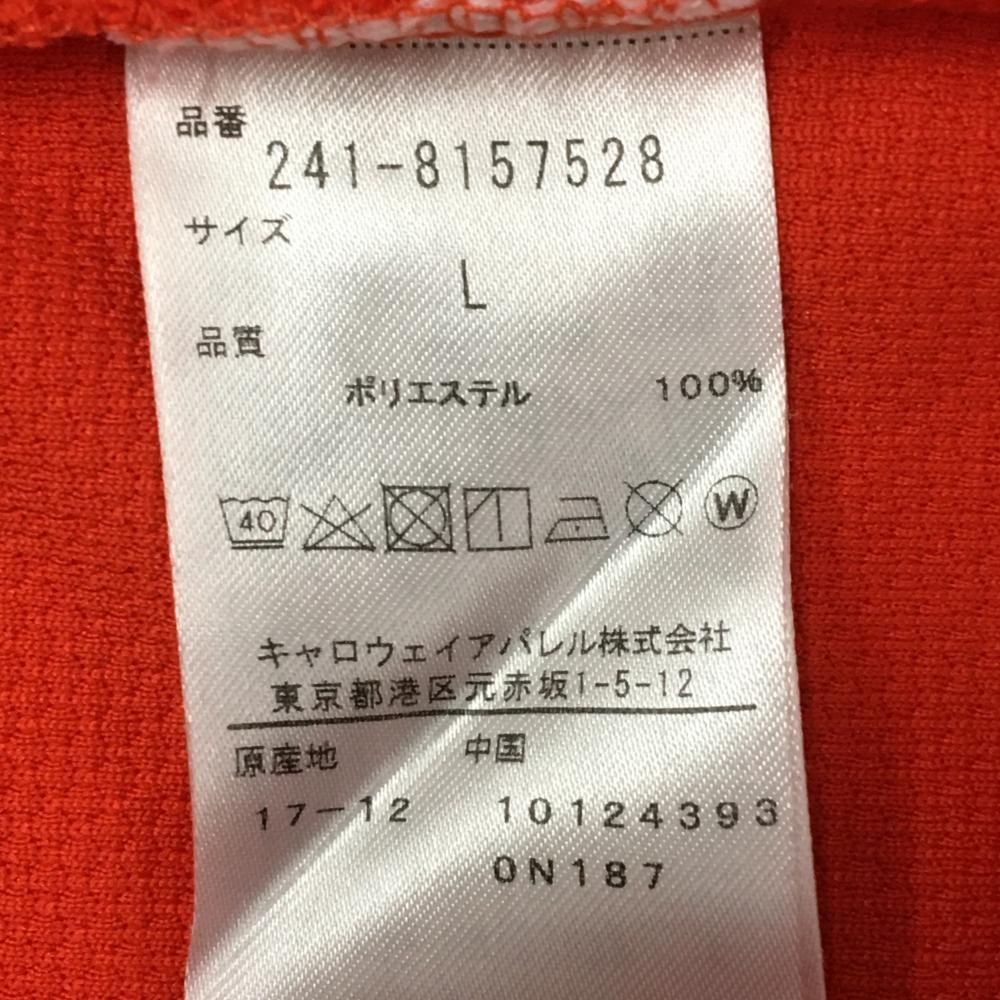 品番
241-8157528
サイズ
L
品質
ポリエステル 100%
40 W
キャロウェイアパレル株式会社
東京都港区元赤坂1-5-12
原産地 中国
17-12 10124393
0N187